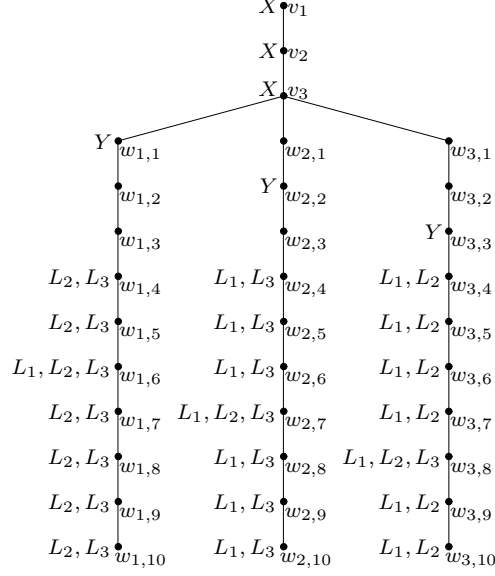 X v₁
X v₂
X v₃
Y w₁,₁ w₂,₁ w₃,₁
w₁,₂ Y w₂,₂ w₃,₂
w₁,₃ w₂,₃ Y w₃,₃
L₂, L₃ w₁,₄ L₁, L₃ w₂,₄ L₁, L₂ w₃,₄
L₂, L₃ w₁,₅ L₁, L₃ w₂,₅ L₁, L₂ w₃,₅
L₁, L₂, L₃ w₁,₆ L₁, L₃ w₂,₆ L₁, L₂ w₃,₆
L₂, L₃ w₁,₇ L₁, L₂, L₃ w₂,₇ L₁, L₂ w₃,₇
L₂, L₃ w₁,₈ L₁, L₃ w₂,₈ L₁, L₂, L₃ w₃,₈
L₂, L₃ w₁,₉ L₁, L₃ w₂,₉ L₁, L₂ w₃,₉
L₂, L₃ w₁,₁₀ L₁, L₃ w₂,₁₀ L₁, L₂ w₃,₁₀